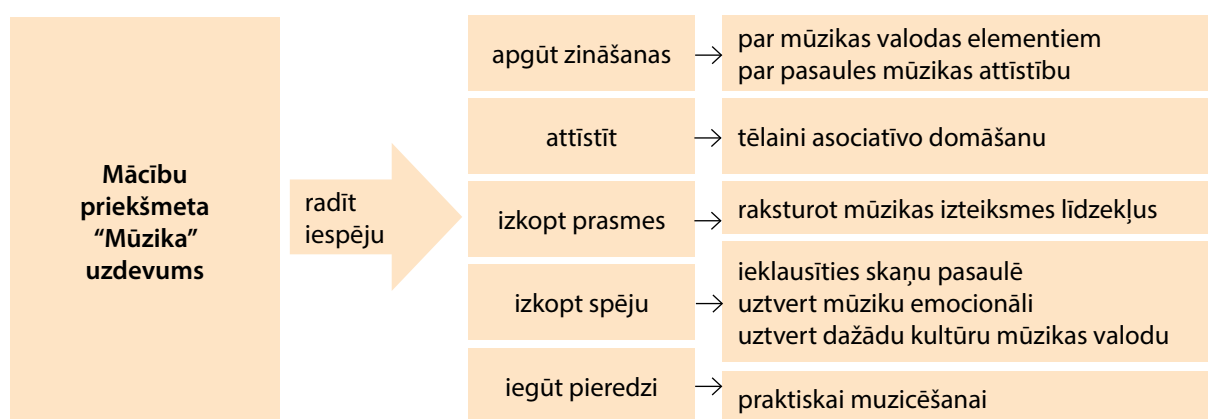 Mācību
priekšmeta
“Mūzika”
uzdevums
radīt
iespēju
apgūt zināšanas
par mūzikas valodas elementiem
par pasaules mūzikas attīstību
attīstīt
tēlaini asociatīvo domāšanu
izkopt prasmes
raksturot mūzikas izteiksmes līdzekļus
izkopt spēju
ieklausīties skaņu pasaulē
uztvert mūziku emocionāli
uztvert dažādu kultūru mūzikas valodu
iegūt pieredzi
praktiskai muzicēšanai